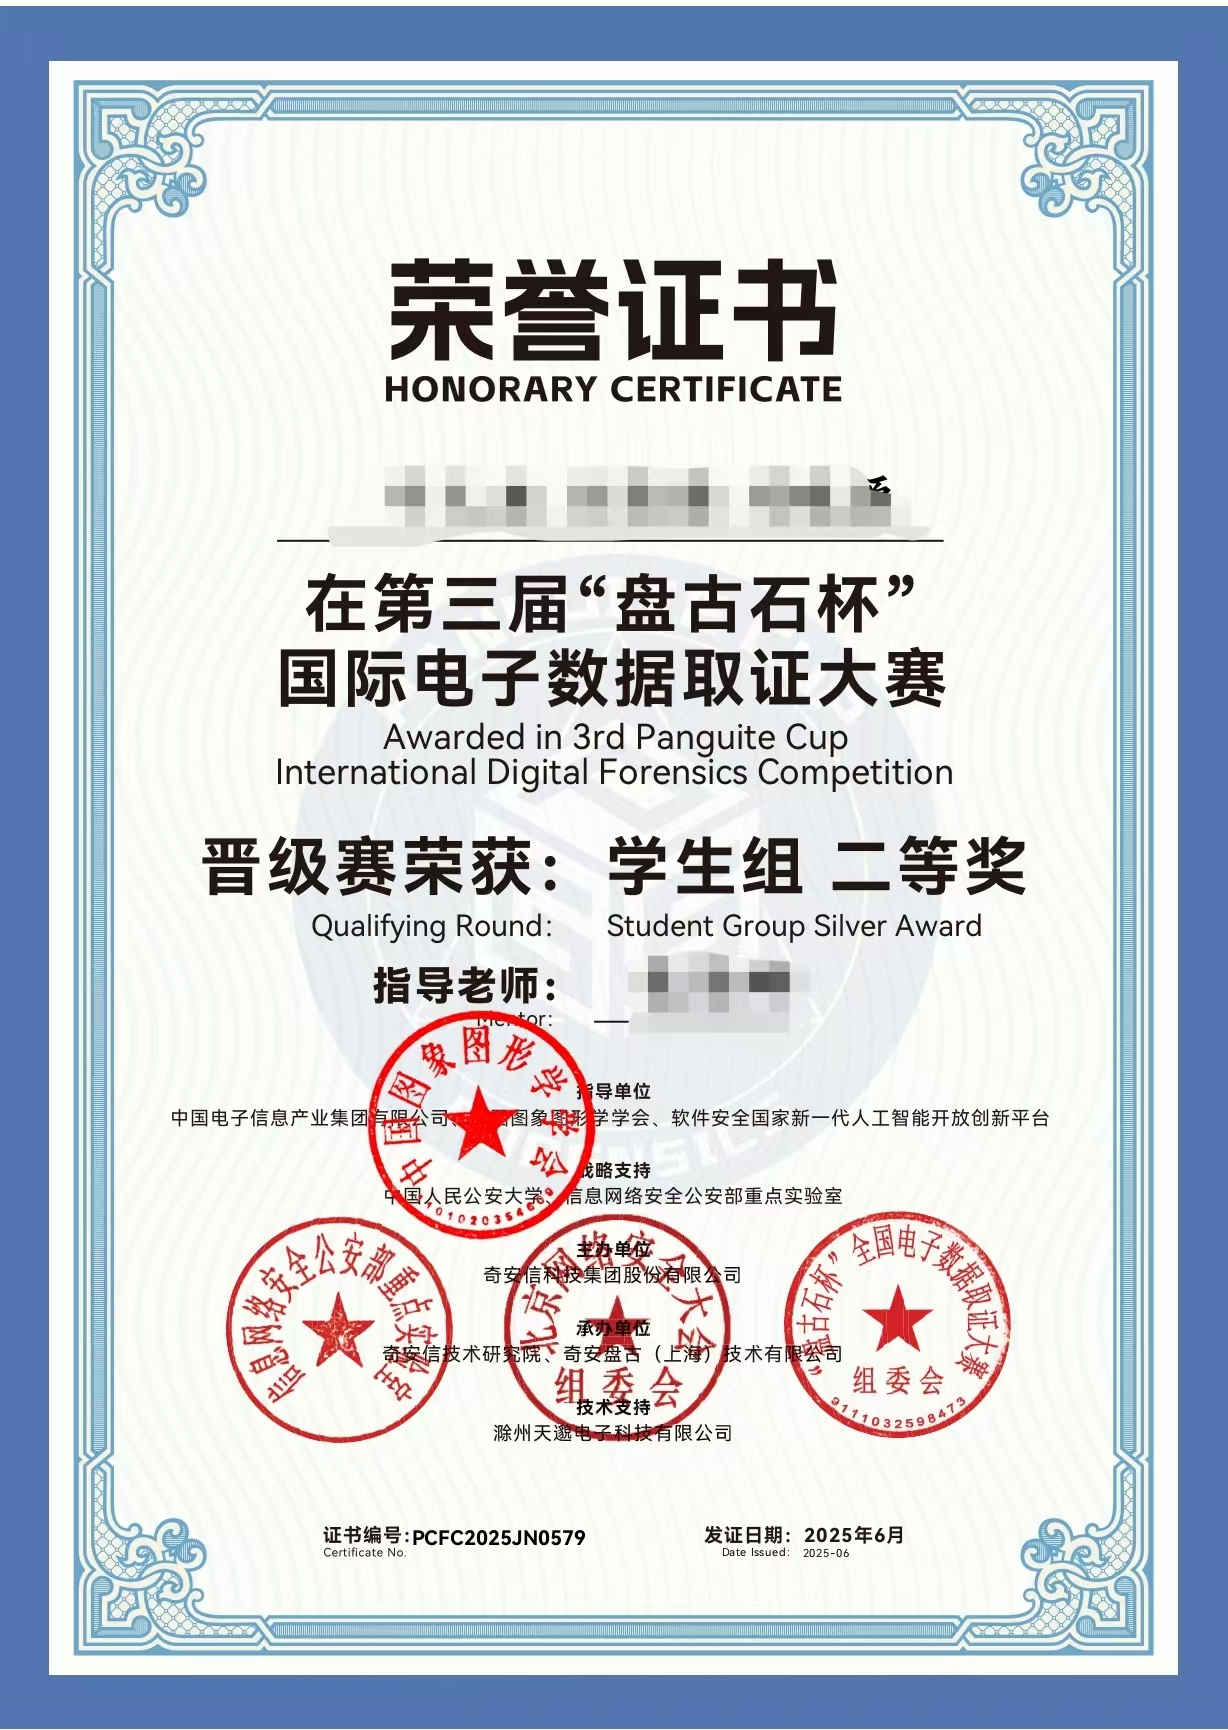 荣誉证书
HONORARY CERTIFICATE
在第三届“盘古石杯”
国际电子数据取证大赛
Awarded in 3rd Panguite Cup
International Digital Forensics Competition
晋级赛荣获： 学生组 二等奖
Qualifying Round： Student Group Silver Award
指导老师：
Mentor：
中国图象图形学学会
1101020354669
指导单位
中国电子信息产业集团有限公司、中国图象图形学学会、软件安全国家新一代人工智能开放创新平台
战略支持
中国人民公安大学、信息网络安全公安部重点实验室
主办单位
奇安信科技集团股份有限公司
承办单位
奇安信技术研究院、奇安盘古（上海）技术有限公司
技术支持
滁州天邈电子科技有限公司
信息网络安全公安部重点实验室
北京网络安全大会
组委会
“盘古石杯”全国电子数据取证大赛
组委会
9111032598473
证书编号：PCFC2025JN0579
Certificate No.
发证日期： 2025年6月
Date Issued： 2025-06